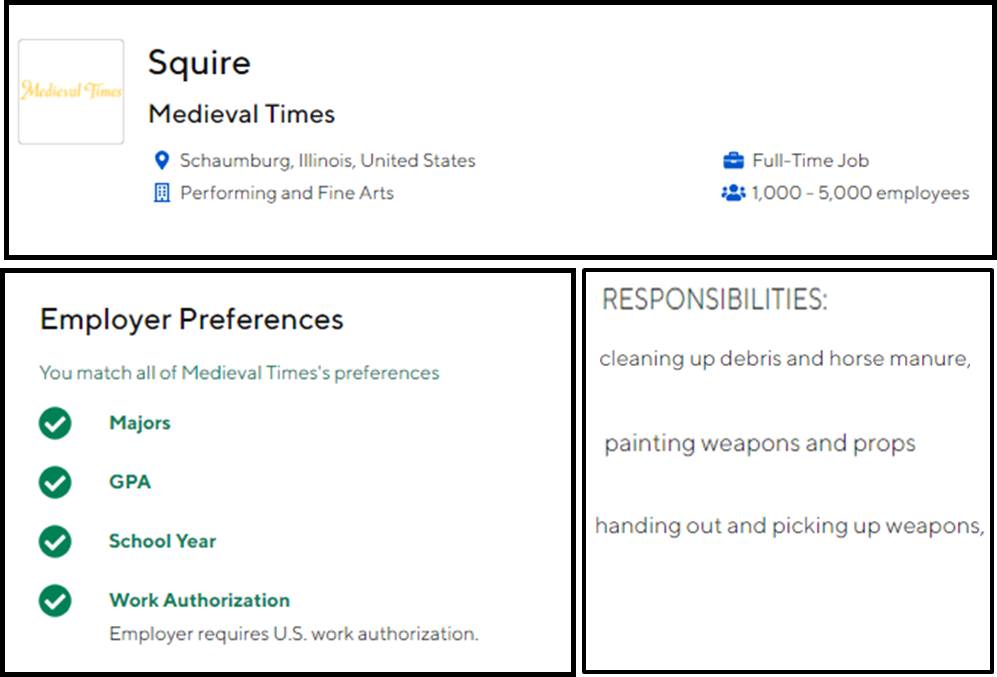 Medieval Times
Squire
Medieval Times
Schaumburg, Illinois, United States
Full-Time Job
Performing and Fine Arts
1,000 - 5,000 employees
Employer Preferences
You match all of Medieval Times's preferences
Majors
GPA
School Year
Work Authorization
Employer requires U.S. work authorization.
RESPONSIBILITIES:
cleaning up debris and horse manure,
painting weapons and props
handing out and picking up weapons,